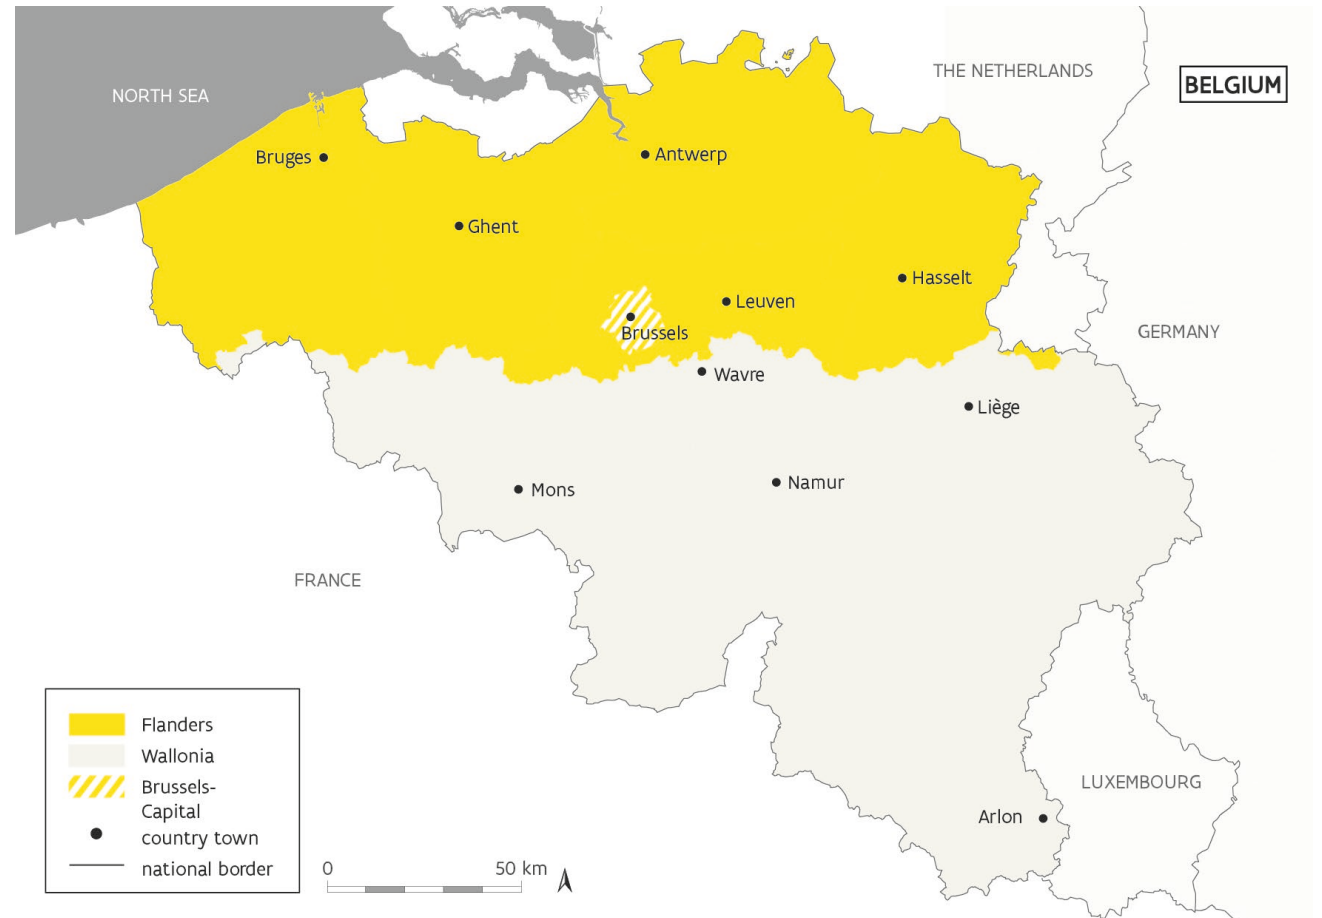 THE NETHERLANDS
BELGIUM
NORTH SEA
Bruges
Antwerp
Ghent
Hasselt
Leuven
Brussels
GERMANY
Wavre
Liège
Namur
Mons
FRANCE
LUXEMBOURG
Arlon
Flanders
Wallonia
Brussels-
Capital
country town
national border
0 50 km